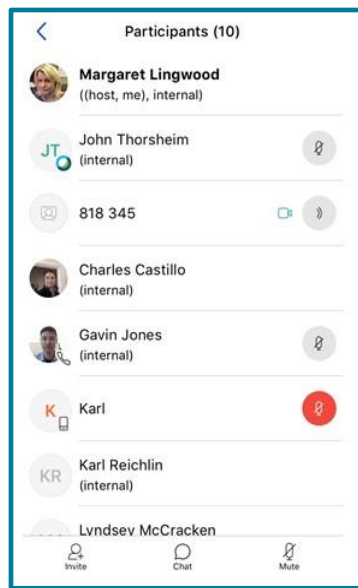 Participants (10)
Margaret Lingwood
((host, me), internal)
JT
John Thorsheim
(internal)
818 345
Charles Castillo
(internal)
Gavin Jones
(internal)
K
Karl
KR
Karl Reichlin
(internal)
Lyndsey McCracken
Invite
Chat
Mute